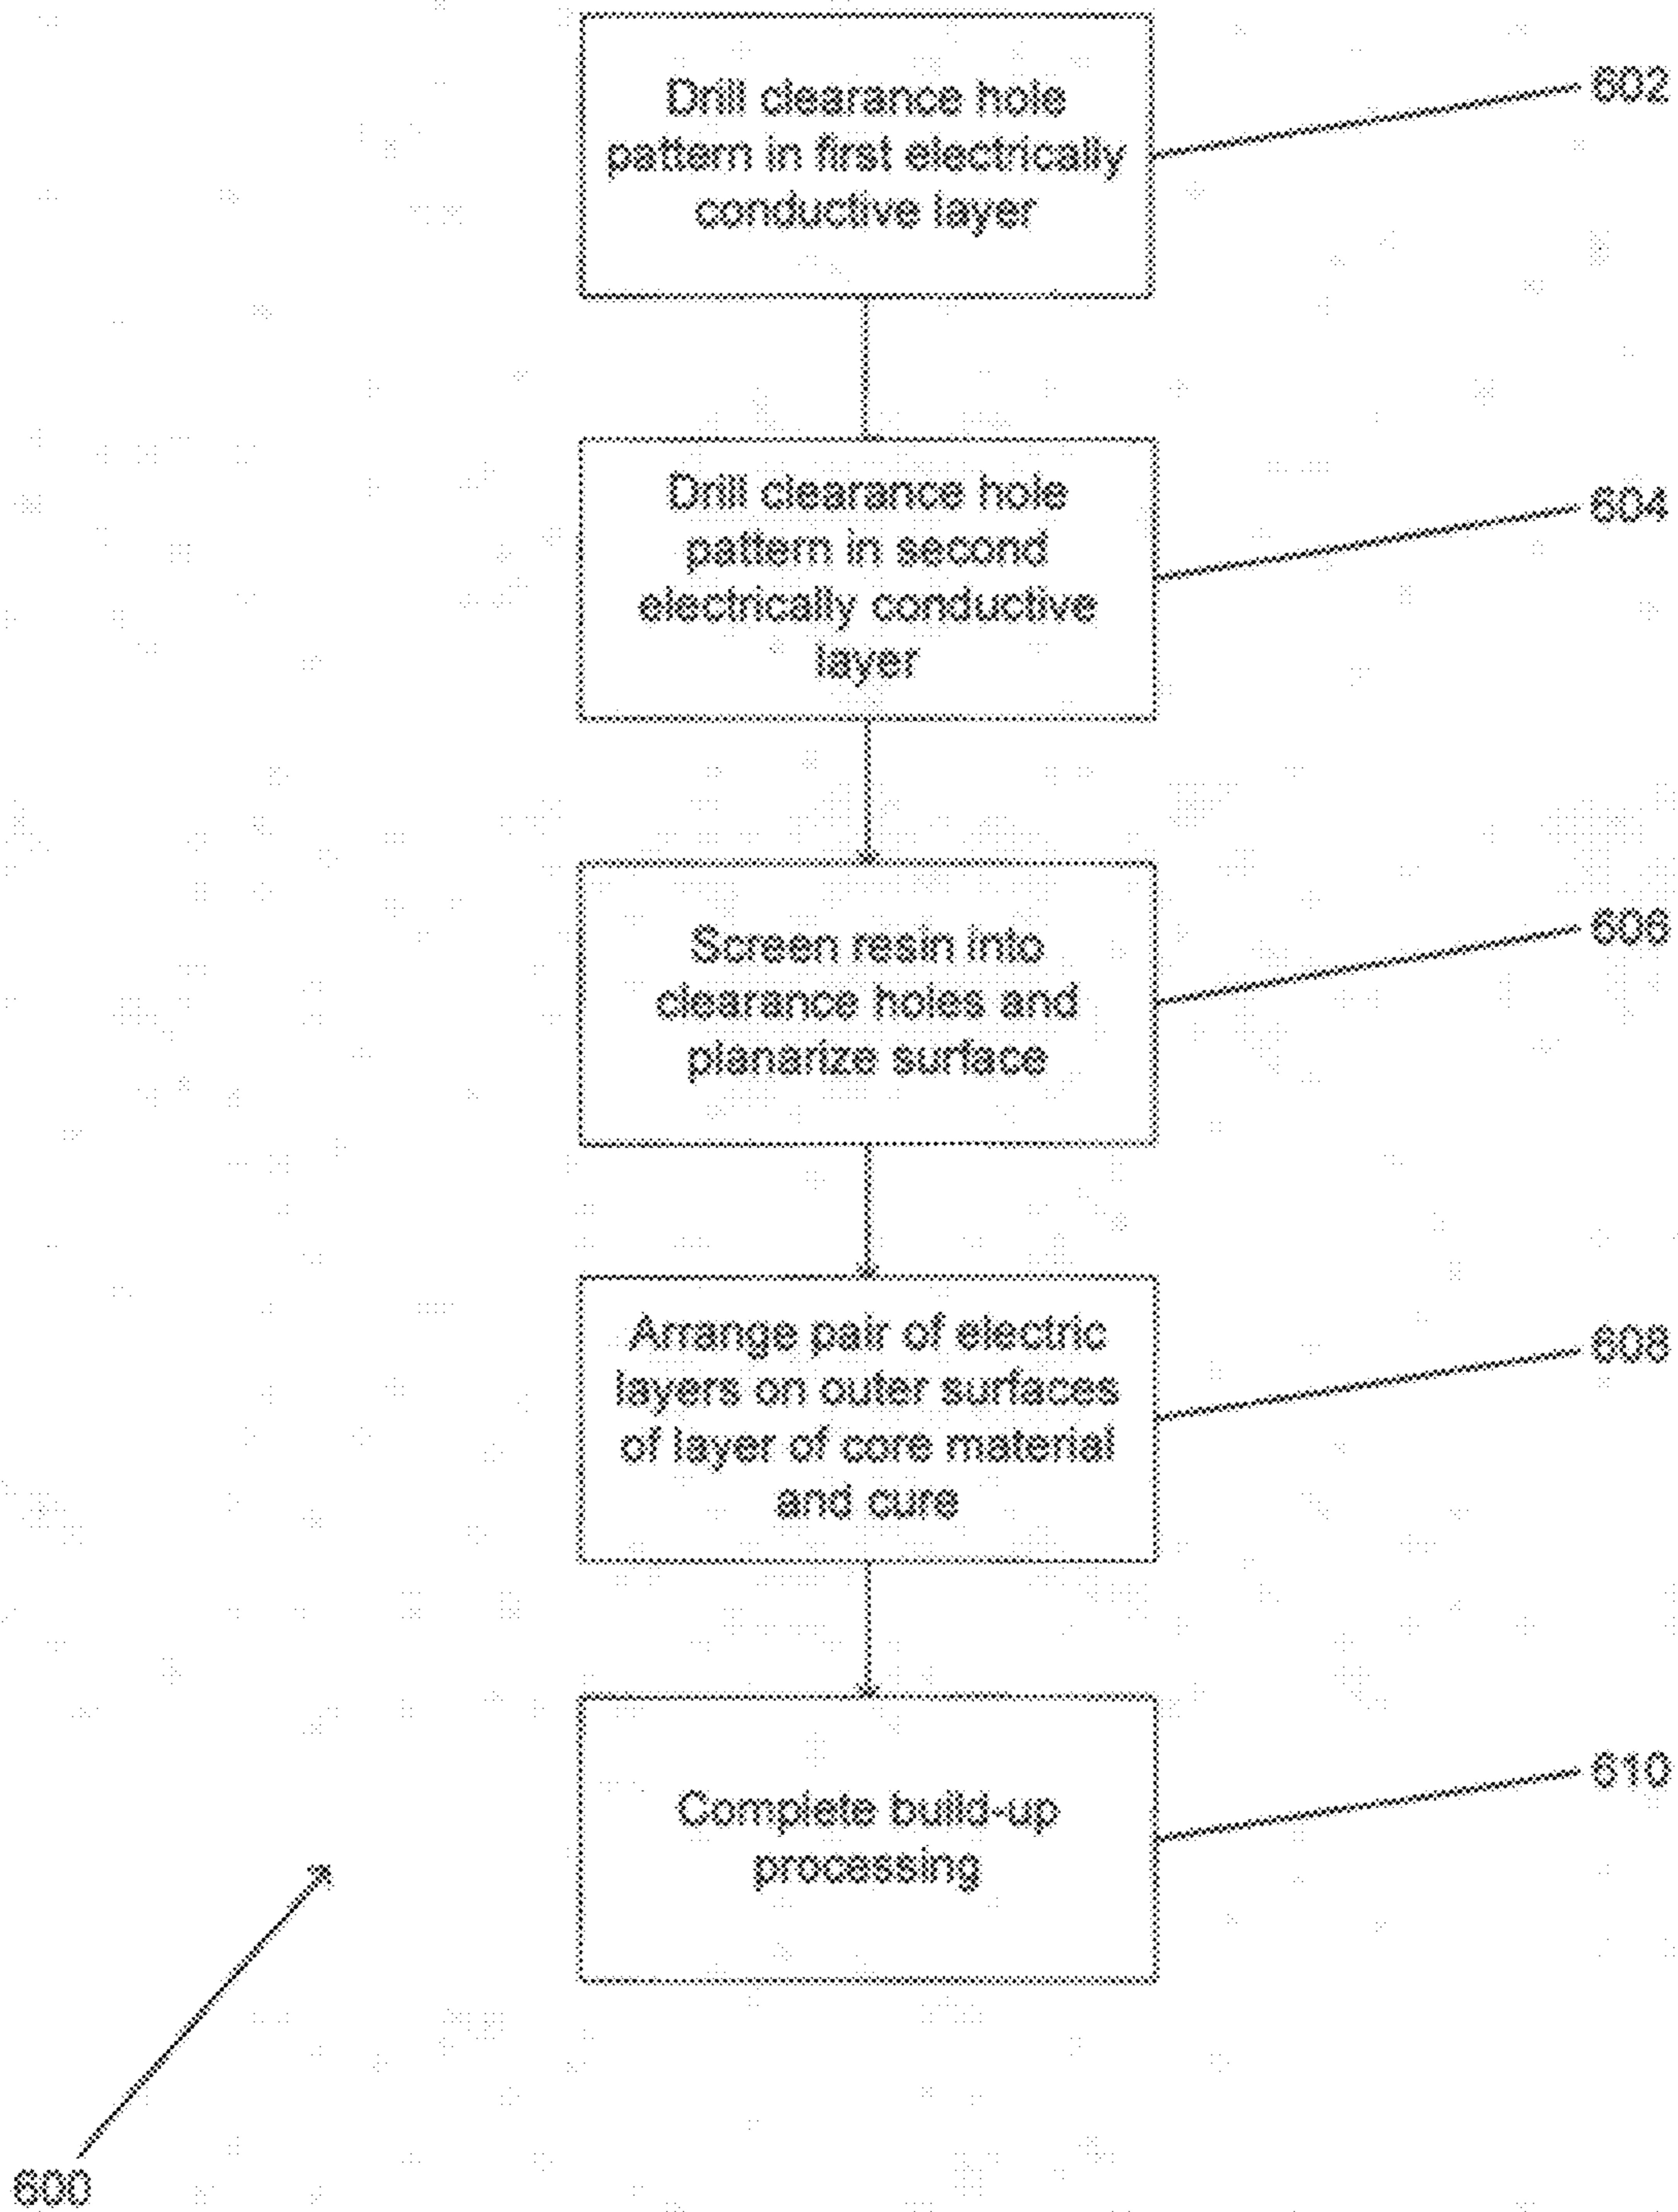 Drill clearance hole
pattern in first electrically
conductive layer
602
Drill clearance hole
pattern in second
electrically conductive
layer
604
Screen resin into
clearance holes and
planarize surface
606
Arrange pair of electric
layers on outer surfaces
of layer of core material
and cure
608
Complete build-up
processing
610
600